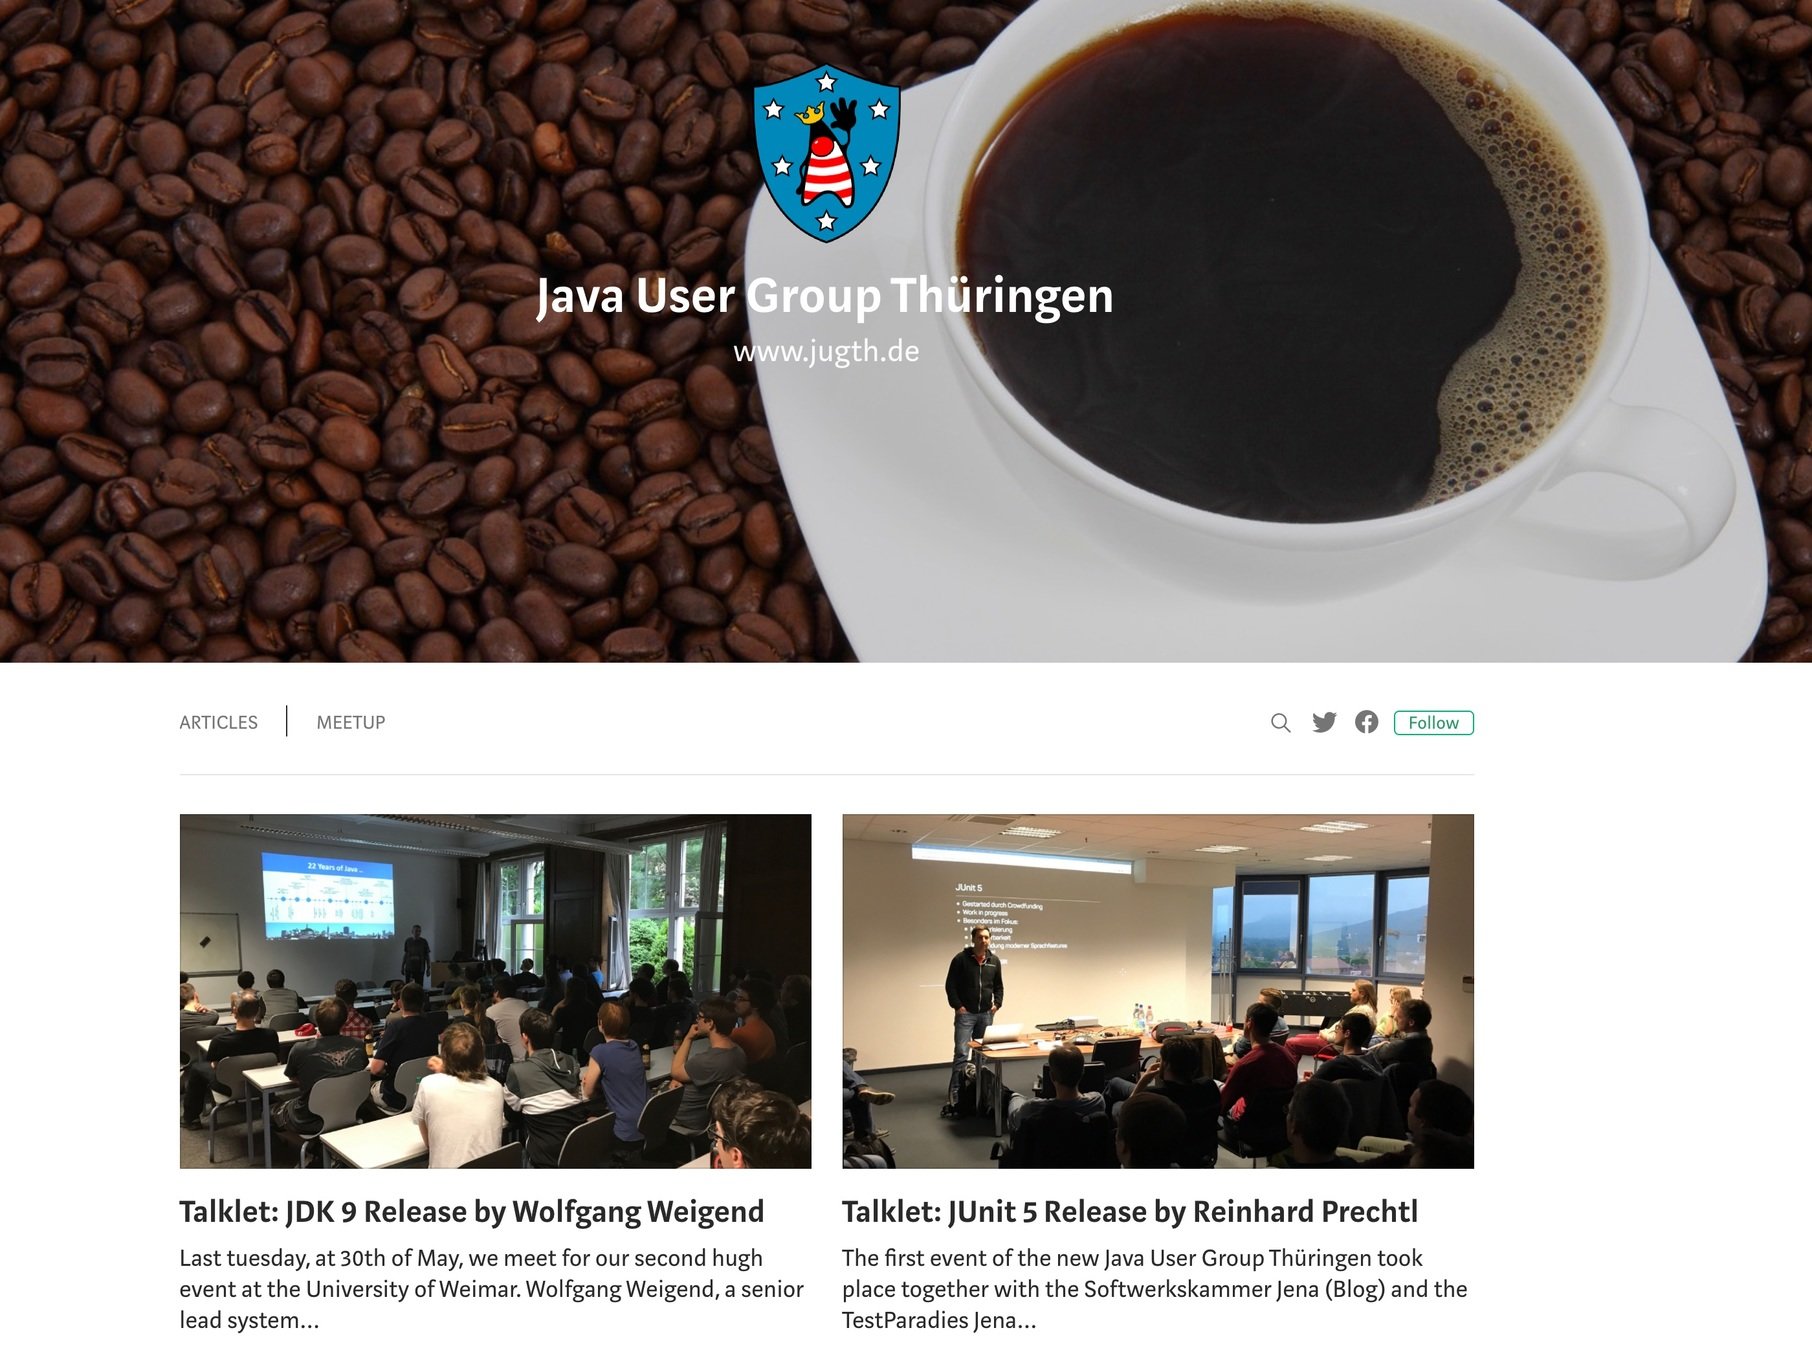 Java User Group Thüringen
www.jugth.de
ARTICLES
MEETUP
Follow
22 Years of Java ..
JUnit 5
Gestarted durch Crowdfunding
Work in progress
Besonders im Fokus:
moderner Sprachfeatures
Talklet: JDK 9 Release by Wolfgang Weigend
Last tuesday, at 30th of May, we meet for our second hugh
event at the University of Weimar. Wolfgang Weigend, a senior
lead system...
Talklet: JUnit 5 Release by Reinhard Prechtl
The first event of the new Java User Group Thüringen took
place together with the Softwerkskammer Jena (Blog) and the
TestParadies Jena...